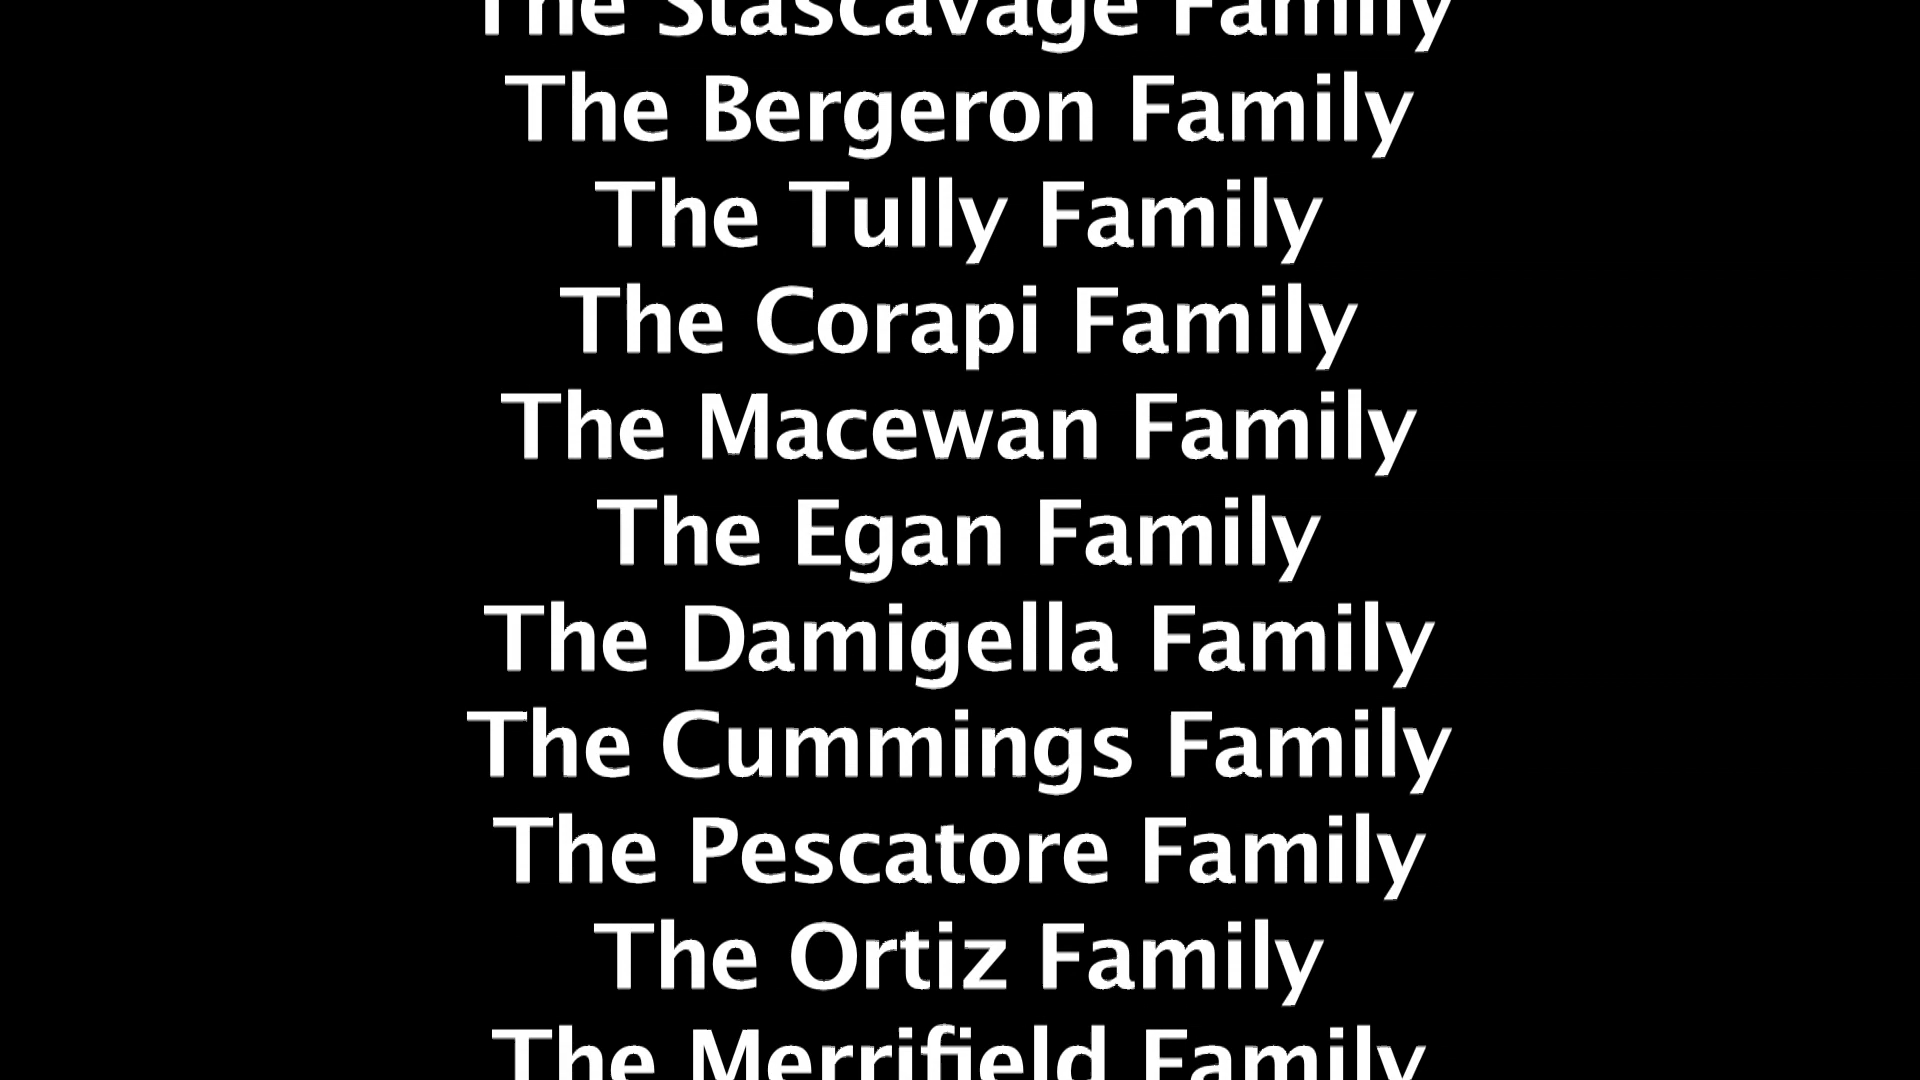 The Stascavage Family
The Bergeron Family
The Tully Family
The Corapi Family
The Macewan Family
The Egan Family
The Damigella Family
The Cummings Family
The Pescatore Family
The Ortiz Family
The Merrifield Family